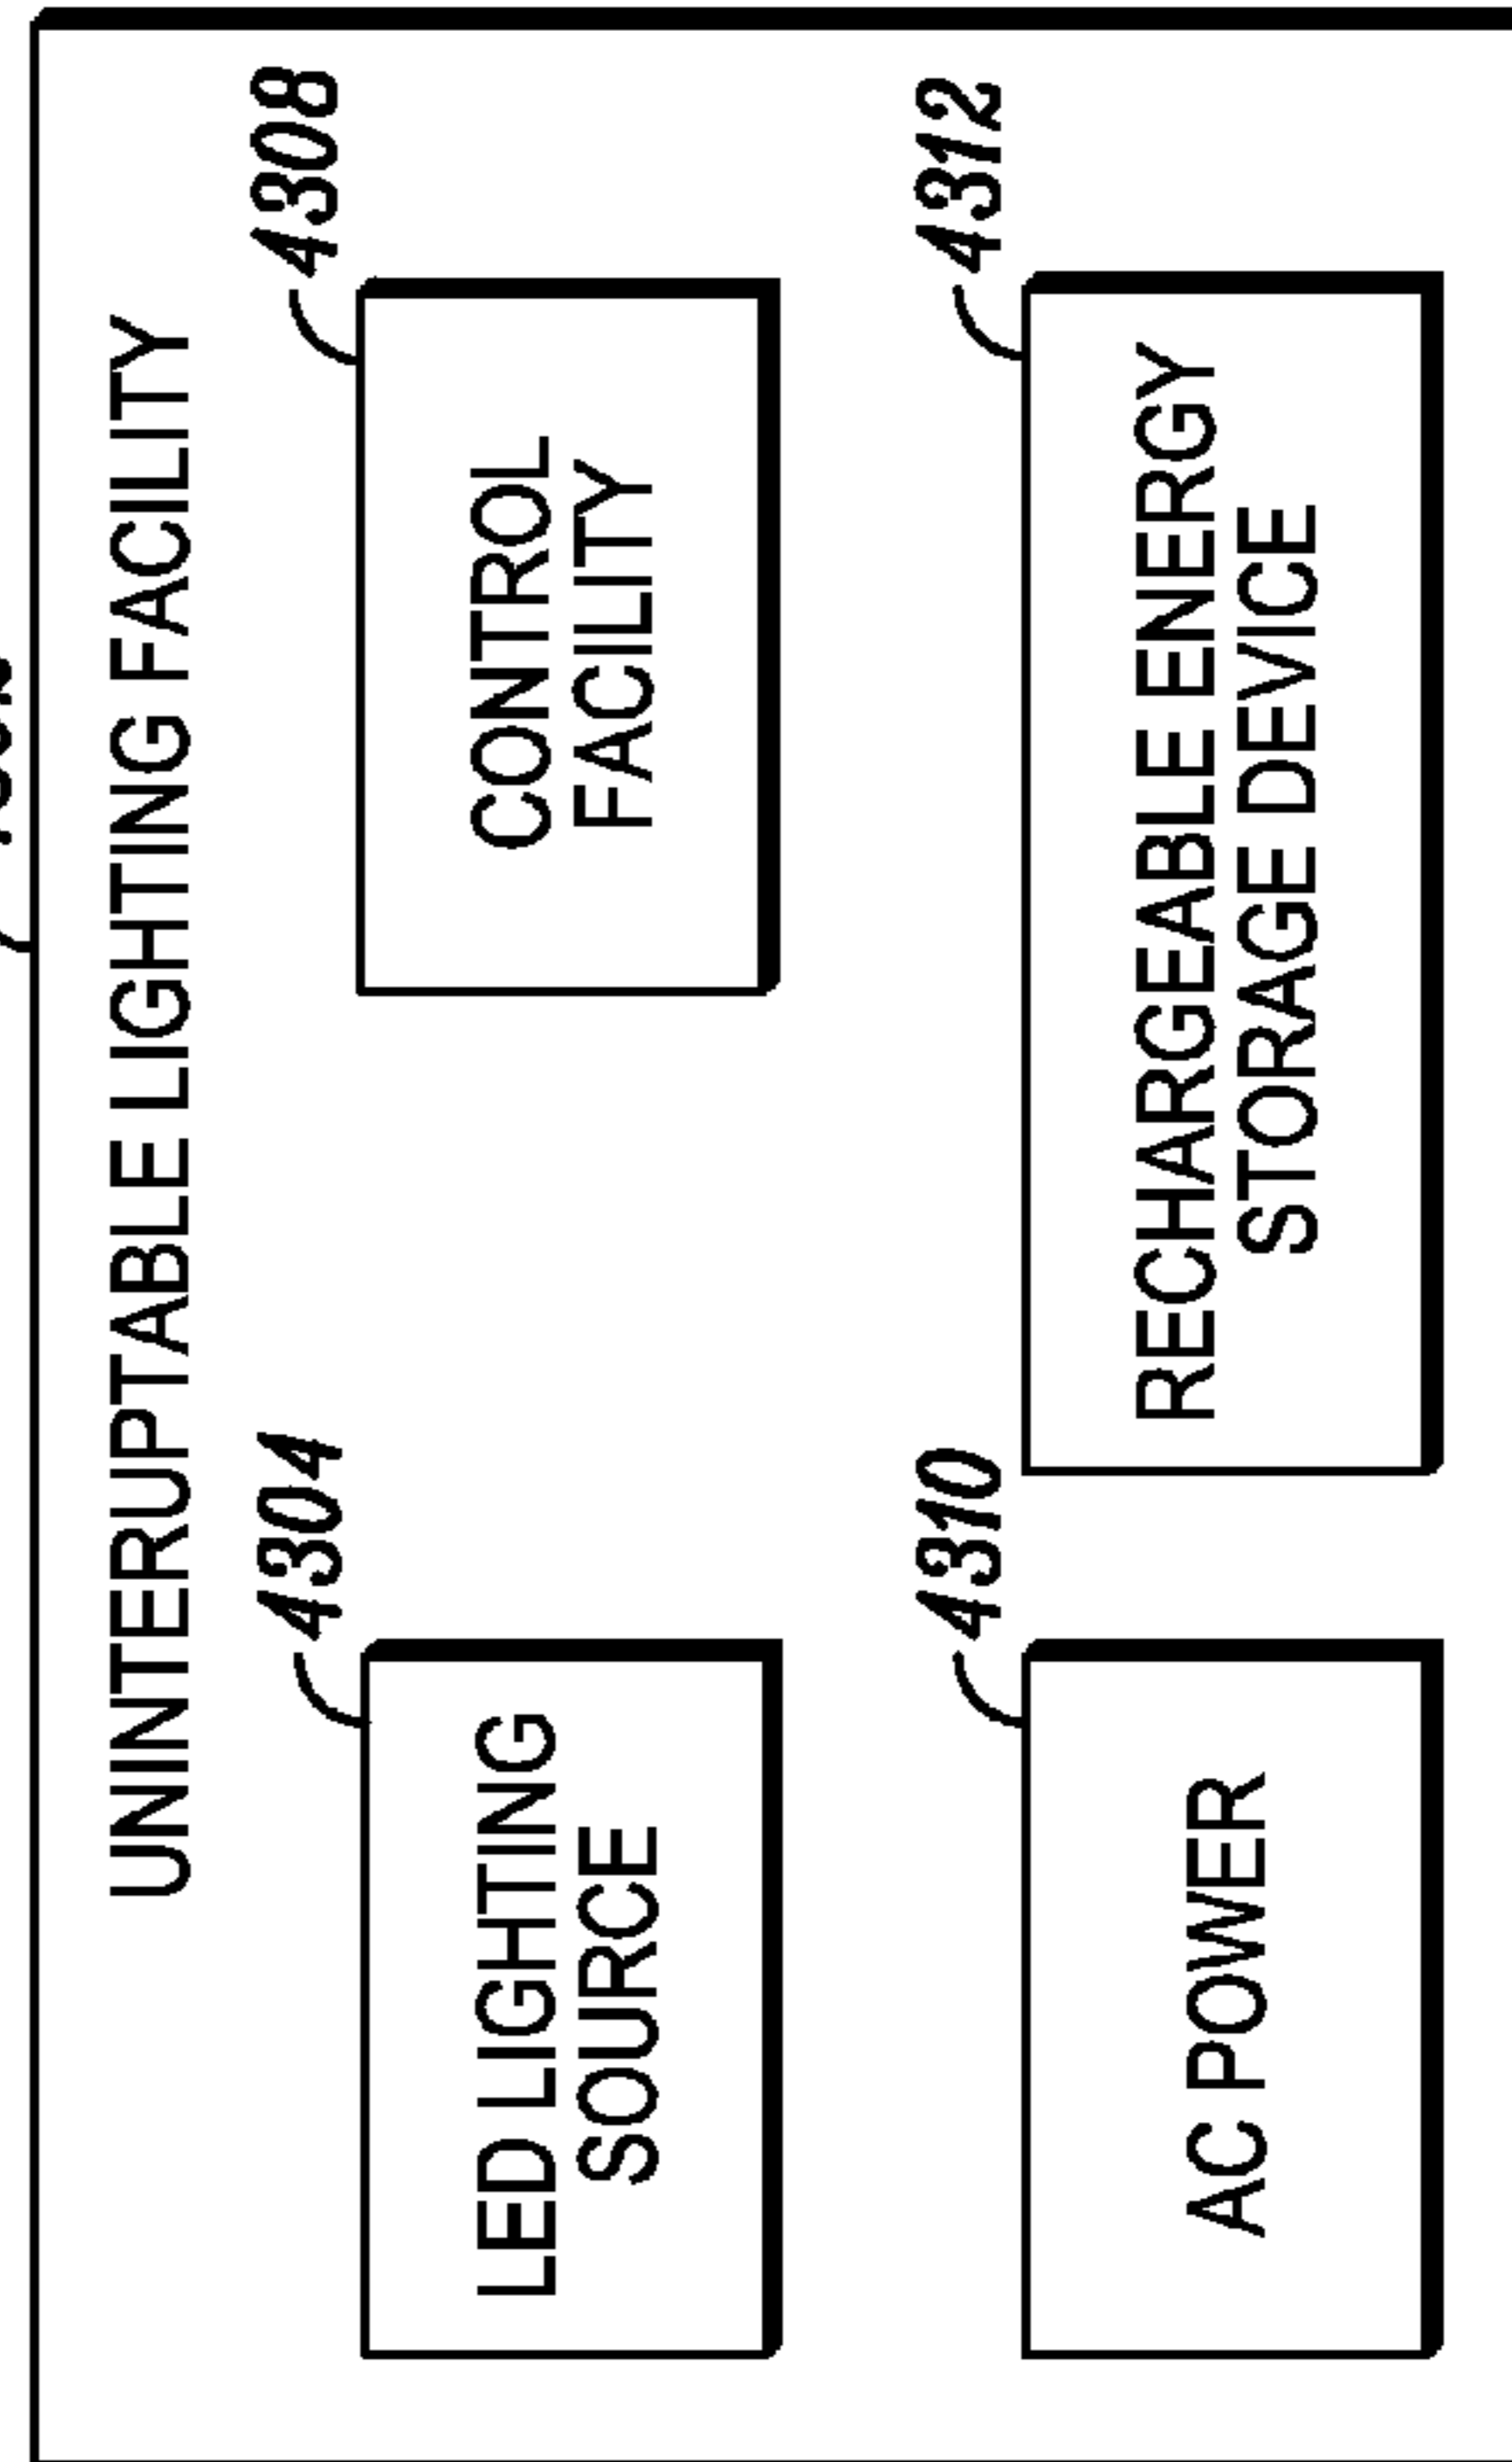 UNINTERUPTABLE LIGHTING FACILITY
4304
LED LIGHTING
SOURCE
4308
CONTROL
FACILITY
4310
AC POWER
4312
RECHARGEABLE ENERGY
STORAGE DEVICE